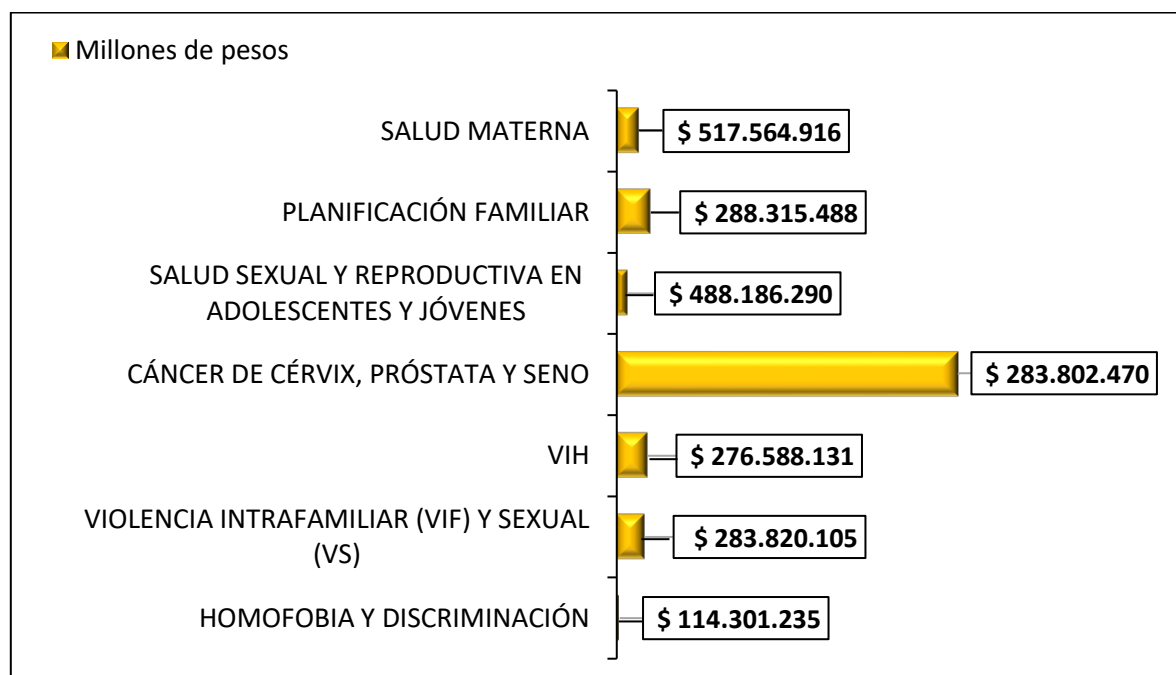 Millones de pesos
SALUD MATERNA
$ 517.564.916
PLANIFICACIÓN FAMILIAR
$ 288.315.488
SALUD SEXUAL Y REPRODUCTIVA EN
ADOLESCENTES Y JÓVENES
$ 488.186.290
CÁNCER DE CÉRVIX, PRÓSTATA Y SENO
$ 283.802.470
VIH
$ 276.588.131
VIOLENCIA INTRAFAMILIAR (VIF) Y SEXUAL
(VS)
$ 283.820.105
HOMOFOBIA Y DISCRIMINACIÓN
$ 114.301.235